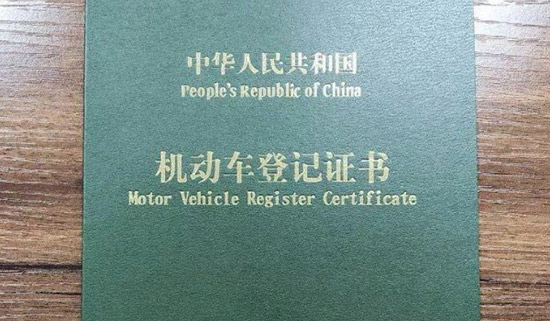 中华人民共和国
People's Republic of China
机动车登记证书
Motor Vehicle Register Certificate